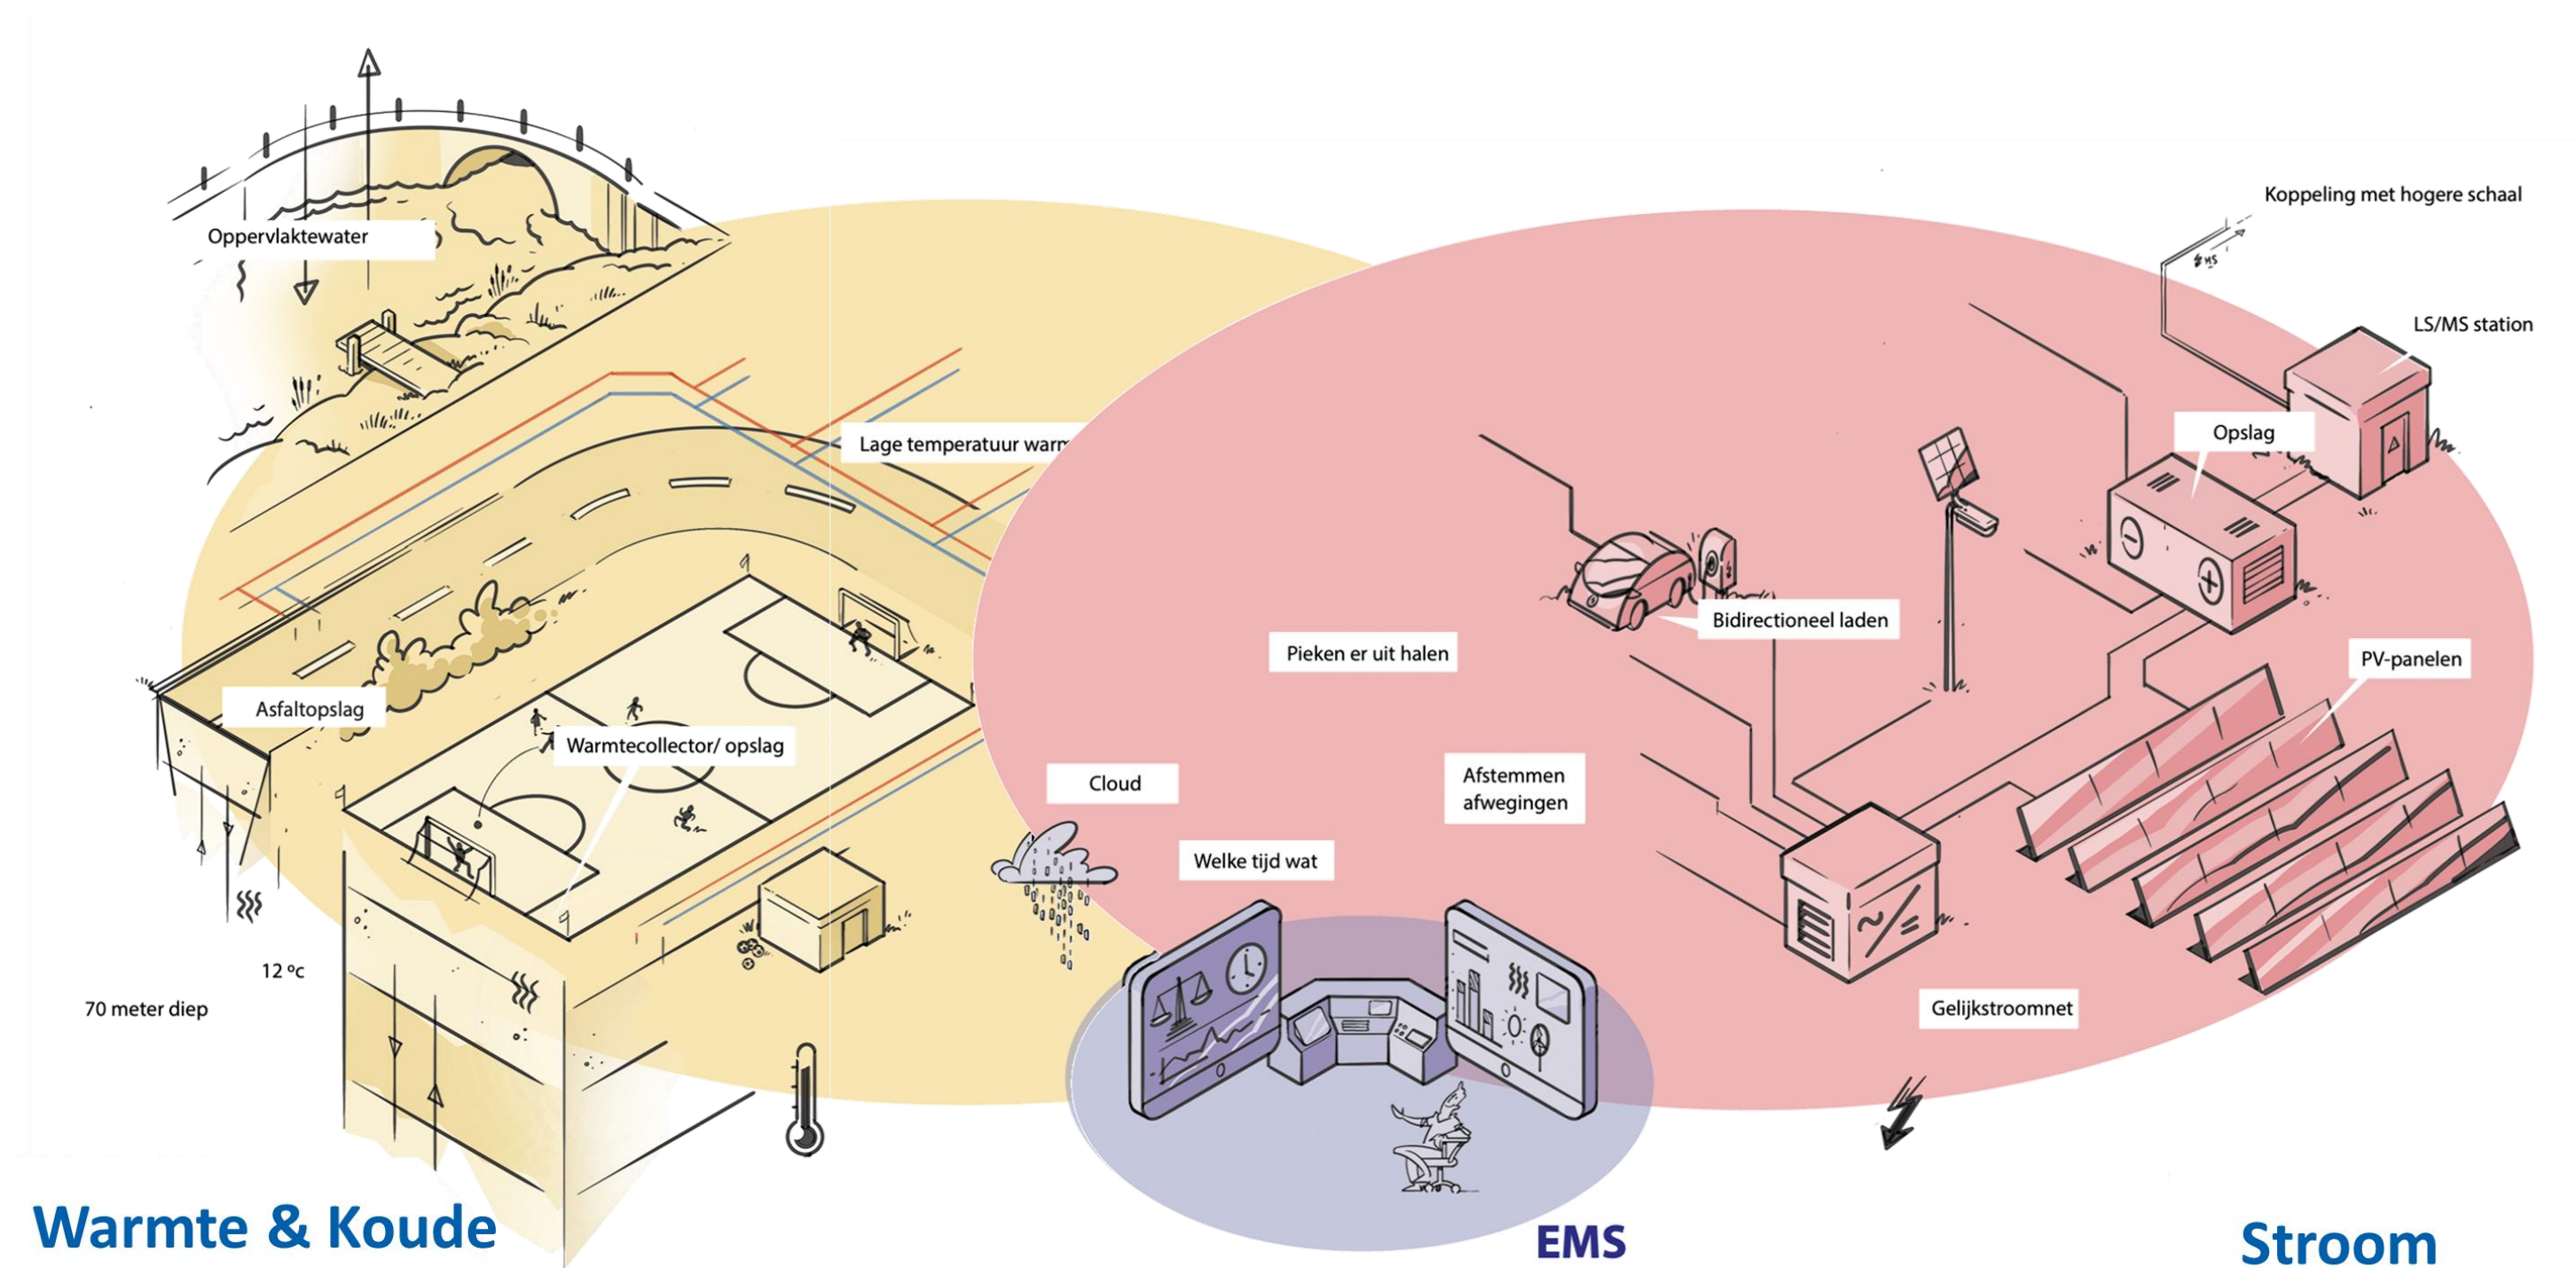 Koppeling met hogere schaal
Oppervlaktewater
MS
LS/MS station
Opslag
Lage temperatuur warm
Bidirectioneel laden
Pieken er uit halen
PV-panelen
Asfaltopslag
Warmtecollector/ opslag
Cloud
Afstemmen
afwegingen
Welke tijd wat
12 ºc
70 meter diep
Gelijkstroomnet
Warmte & Koude
EMS
Stroom